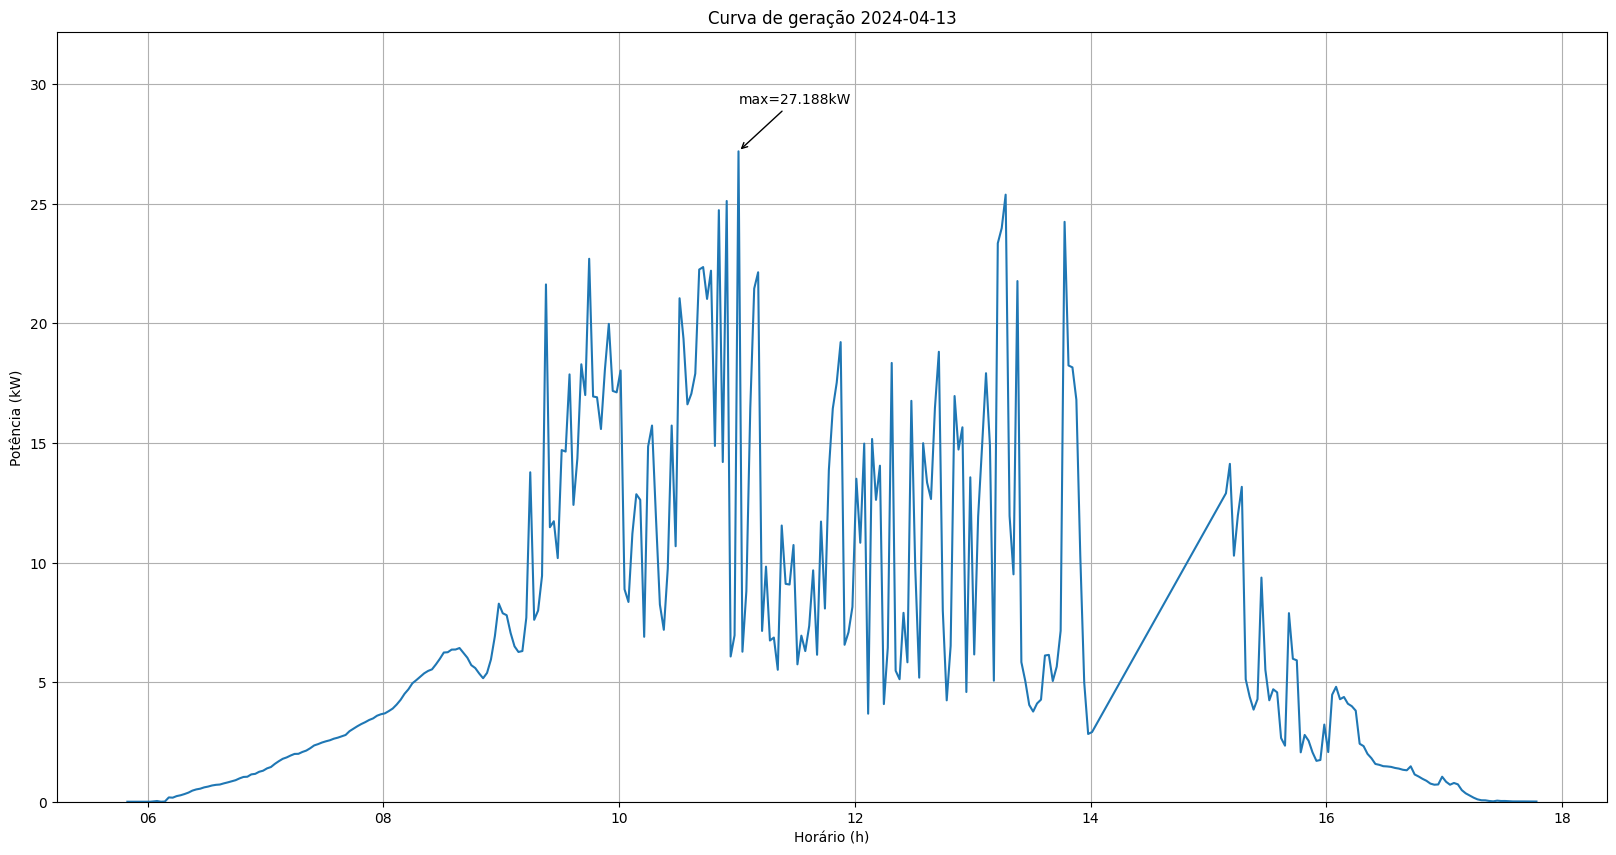 Curva de geração 2024-04-13
max=27.188kW
Potência (kW)
30
25
20
15
10
5
0
06 08 10 12 14 16 18
Horário (h)